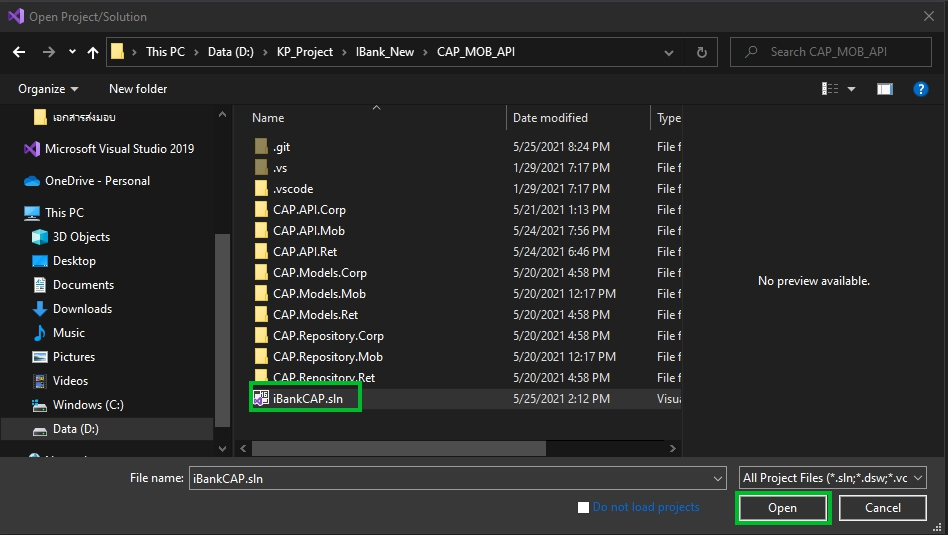 Open Project/Solution
This PC > Data (D:) > KP_Project > IBank_New > CAP_MOB_API
Search CAP_MOB_API
Organize
New folder
เอกสารส่งมอบ
Microsoft Visual Studio 2019
OneDrive - Personal
This PC
3D Objects
Desktop
Documents
Downloads
Music
Pictures
Videos
Windows (C:)
Data (D:)
Name Date modified Type
.git 5/25/2021 8:24 PM File f
.vs 1/29/2021 7:17 PM File f
.vscode 1/29/2021 7:17 PM File f
CAP.API.Corp 5/21/2021 1:13 PM File f
CAP.API.Mob 5/24/2021 7:56 PM File f
CAP.API.Ret 5/24/2021 6:46 PM File f
CAP.Models.Corp 5/20/2021 4:58 PM File f
CAP.Models.Mob 5/20/2021 12:17 PM File f
CAP.Models.Ret 5/20/2021 4:58 PM File f
CAP.Repository.Corp 5/20/2021 4:58 PM File f
CAP.Repository.Mob 5/20/2021 12:17 PM File f
CAP.Repository.Ret 5/20/2021 4:58 PM File f
iBankCAP.sln 5/25/2021 2:12 PM Visua
No preview available.
File name: iBankCAP.sln
All Project Files (*.sln;*.dsw;*.vc
Do not load projects
Open
Cancel